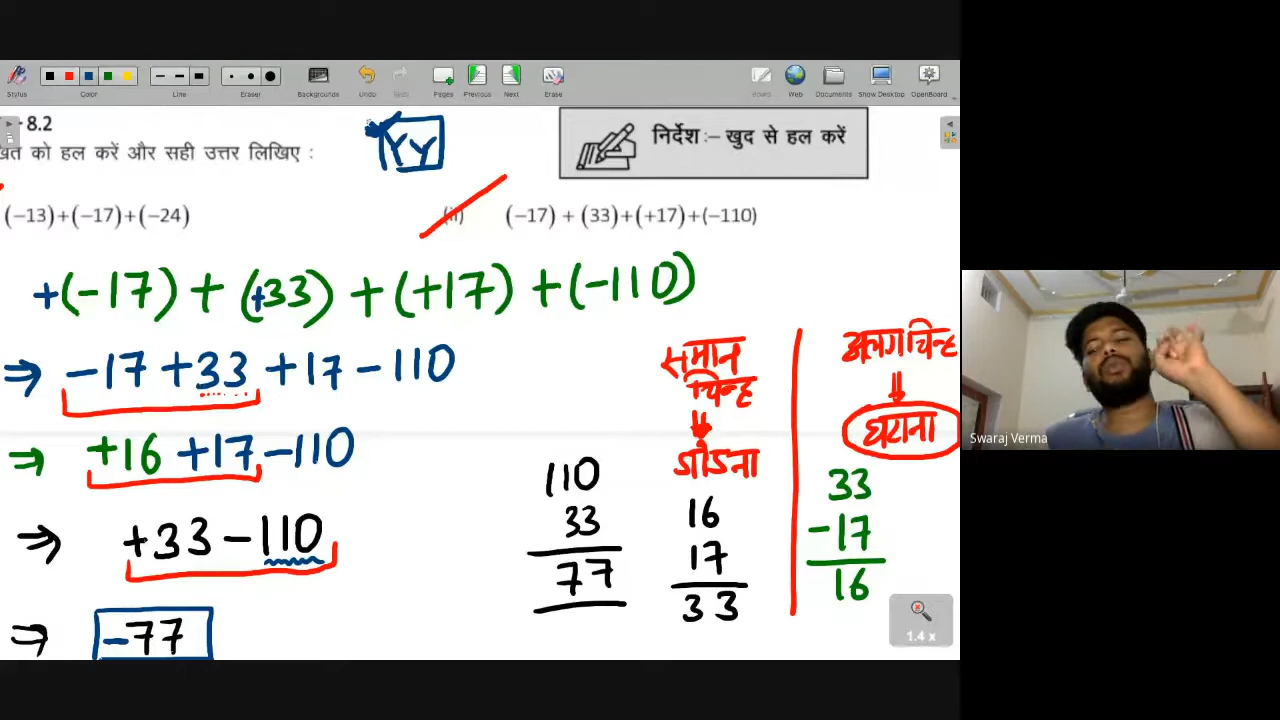 Stylus Color Line Eraser Backgrounds Undo Redo Pages Previous Next Erase Board Web Documents Show Desktop OpenBoard
8.2
को हल करें और सही उत्तर लिखिए :
Yy
निर्देश :– खुद से हल करें
(−13)+(−17)+(−24)
(ii) (−17) + (33)+(+17)+(−110)
+(-17) + (+33) + (+17) + (-110)
⇒ -17 +33 +17 -110
⇒ +16 +17 -110
⇒ +33 -110
⇒ -77
110
33
77
समान
चिन्ह
⇓
जोडना
16
17
33
अलग चिन्ह
⇓
घटाना
33
-17
16
1.4 x
Swaraj Verma